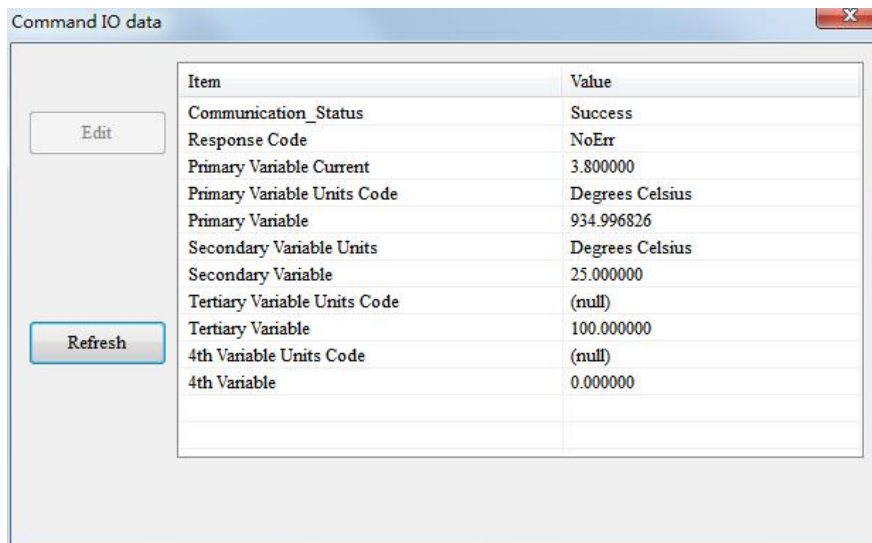 Command IO data
Item Value
Communication_Status Success
Edit
Response Code NoErr
Primary Variable Current 3.800000
Primary Variable Units Code Degrees Celsius
Primary Variable 934.996826
Secondary Variable Units Degrees Celsius
Secondary Variable 25.000000
Tertiary Variable Units Code (null)
Tertiary Variable 100.000000
Refresh
4th Variable Units Code (null)
4th Variable 0.000000